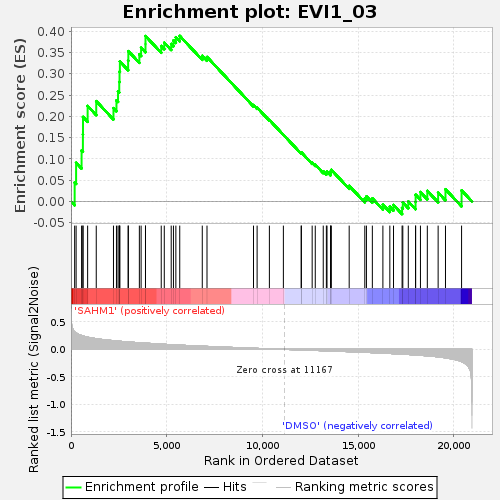 Enrichment plot: EVI1_03
Enrichment score (ES)
0.40
0.35
0.30
0.25
0.20
0.15
0.10
0.05
0.00
-0.05
'SAHM1' (positively correlated)
Ranked list metric (Signal2Noise)
0.5
0.0
-0.5
-1.0
-1.5
Zero cross at 11167
'DMSO' (negatively correlated)
0
5,000
10,000
15,000
20,000
Rank in Ordered Dataset
Enrichment profile
Hits
Ranking metric scores